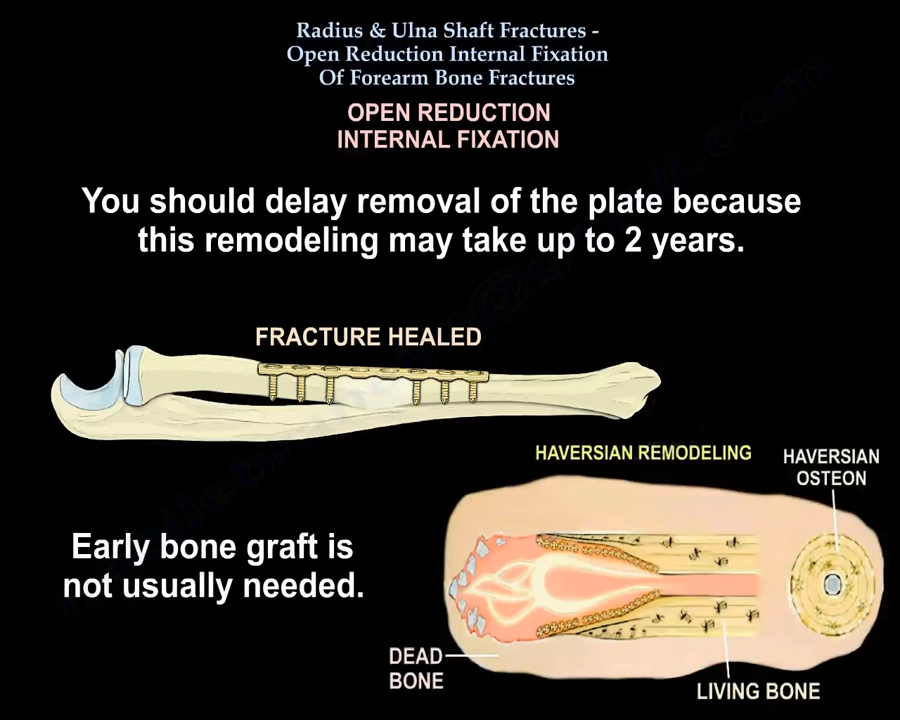 Radius & Ulna Shaft Fractures -
Open Reduction Internal Fixation
Of Forearm Bone Fractures
OPEN REDUCTION
INTERNAL FIXATION
You should delay removal of the plate because
this remodeling may take up to 2 years.
FRACTURE HEALED
HAVERSIAN REMODELING
HAVERSIAN
OSTEON
Early bone graft is
not usually needed.
DEAD
BONE
LIVING BONE